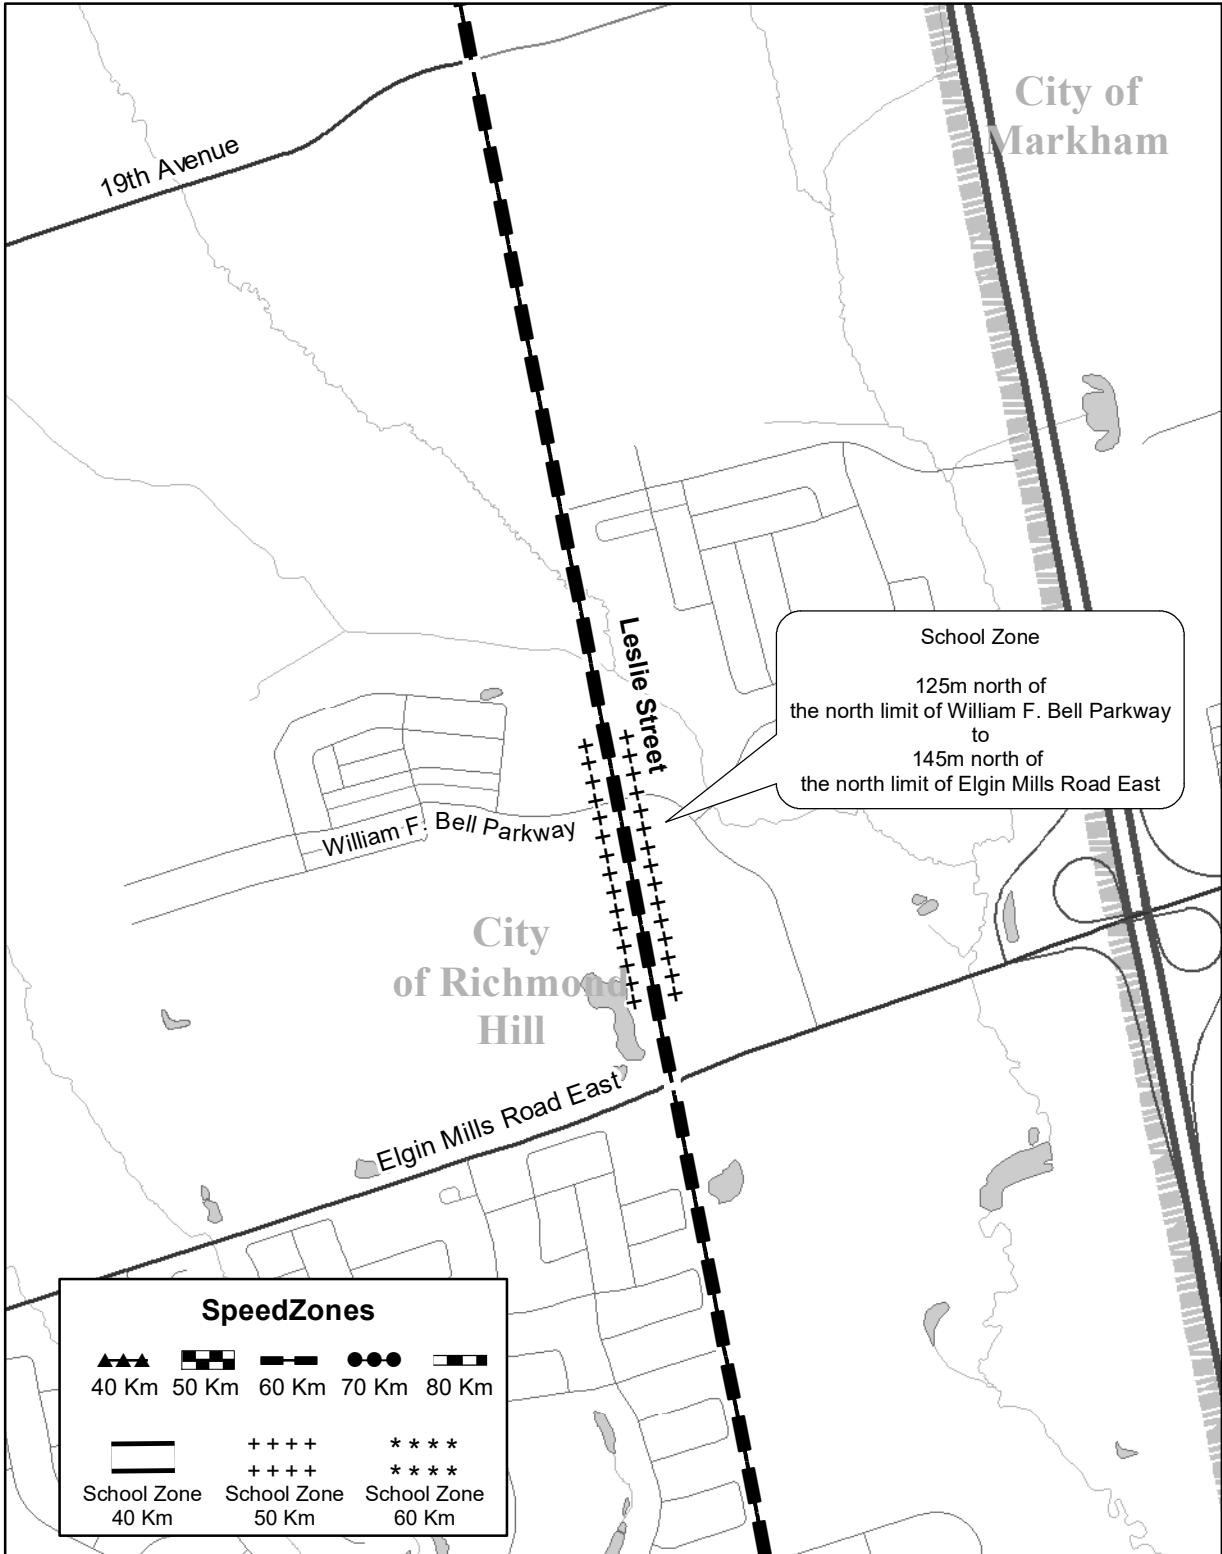 City of
Markham
19th Avenue
Leslie Street
School Zone
125m north of
the north limit of William F. Bell Parkway
to
145m north of
the north limit of Elgin Mills Road East
William F. Bell Parkway
City
of Richmond
Hill
Elgin Mills Road East
SpeedZones
40 Km 50 Km 60 Km 70 Km 80 Km
School Zone School Zone School Zone
40 Km 50 Km 60 Km